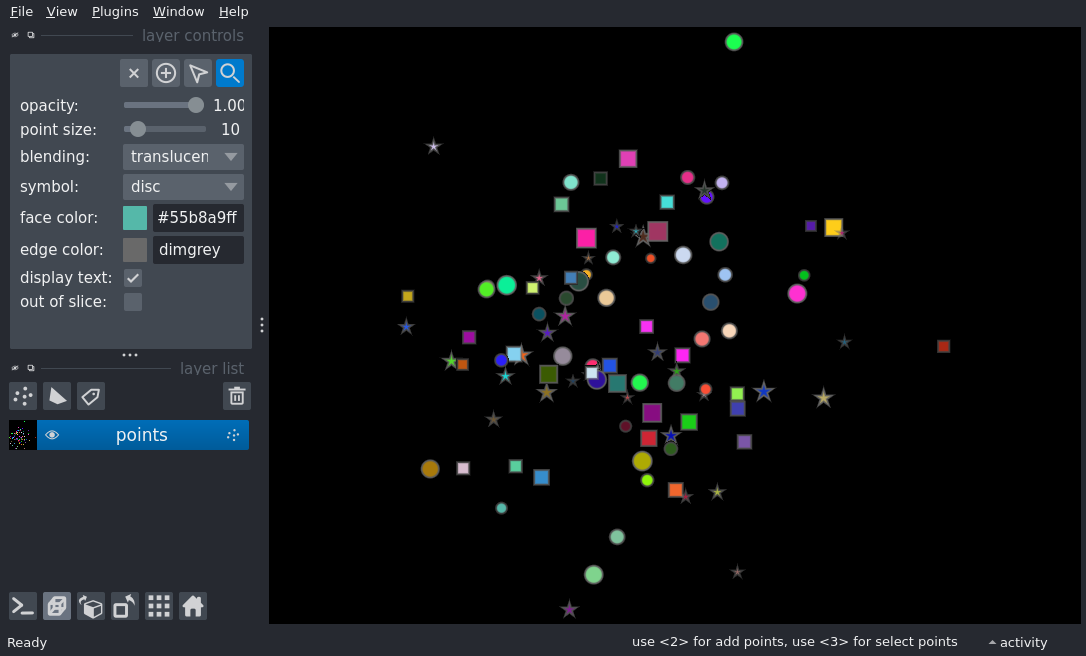 File View Plugins Window Help
layer controls
opacity: 1.00
point size: 10
blending: translucen
symbol: disc
face color: #55b8a9ff
edge color: dimgrey
display text:
out of slice:
layer list
points
Ready
use <2> for add points, use <3> for select points
activity